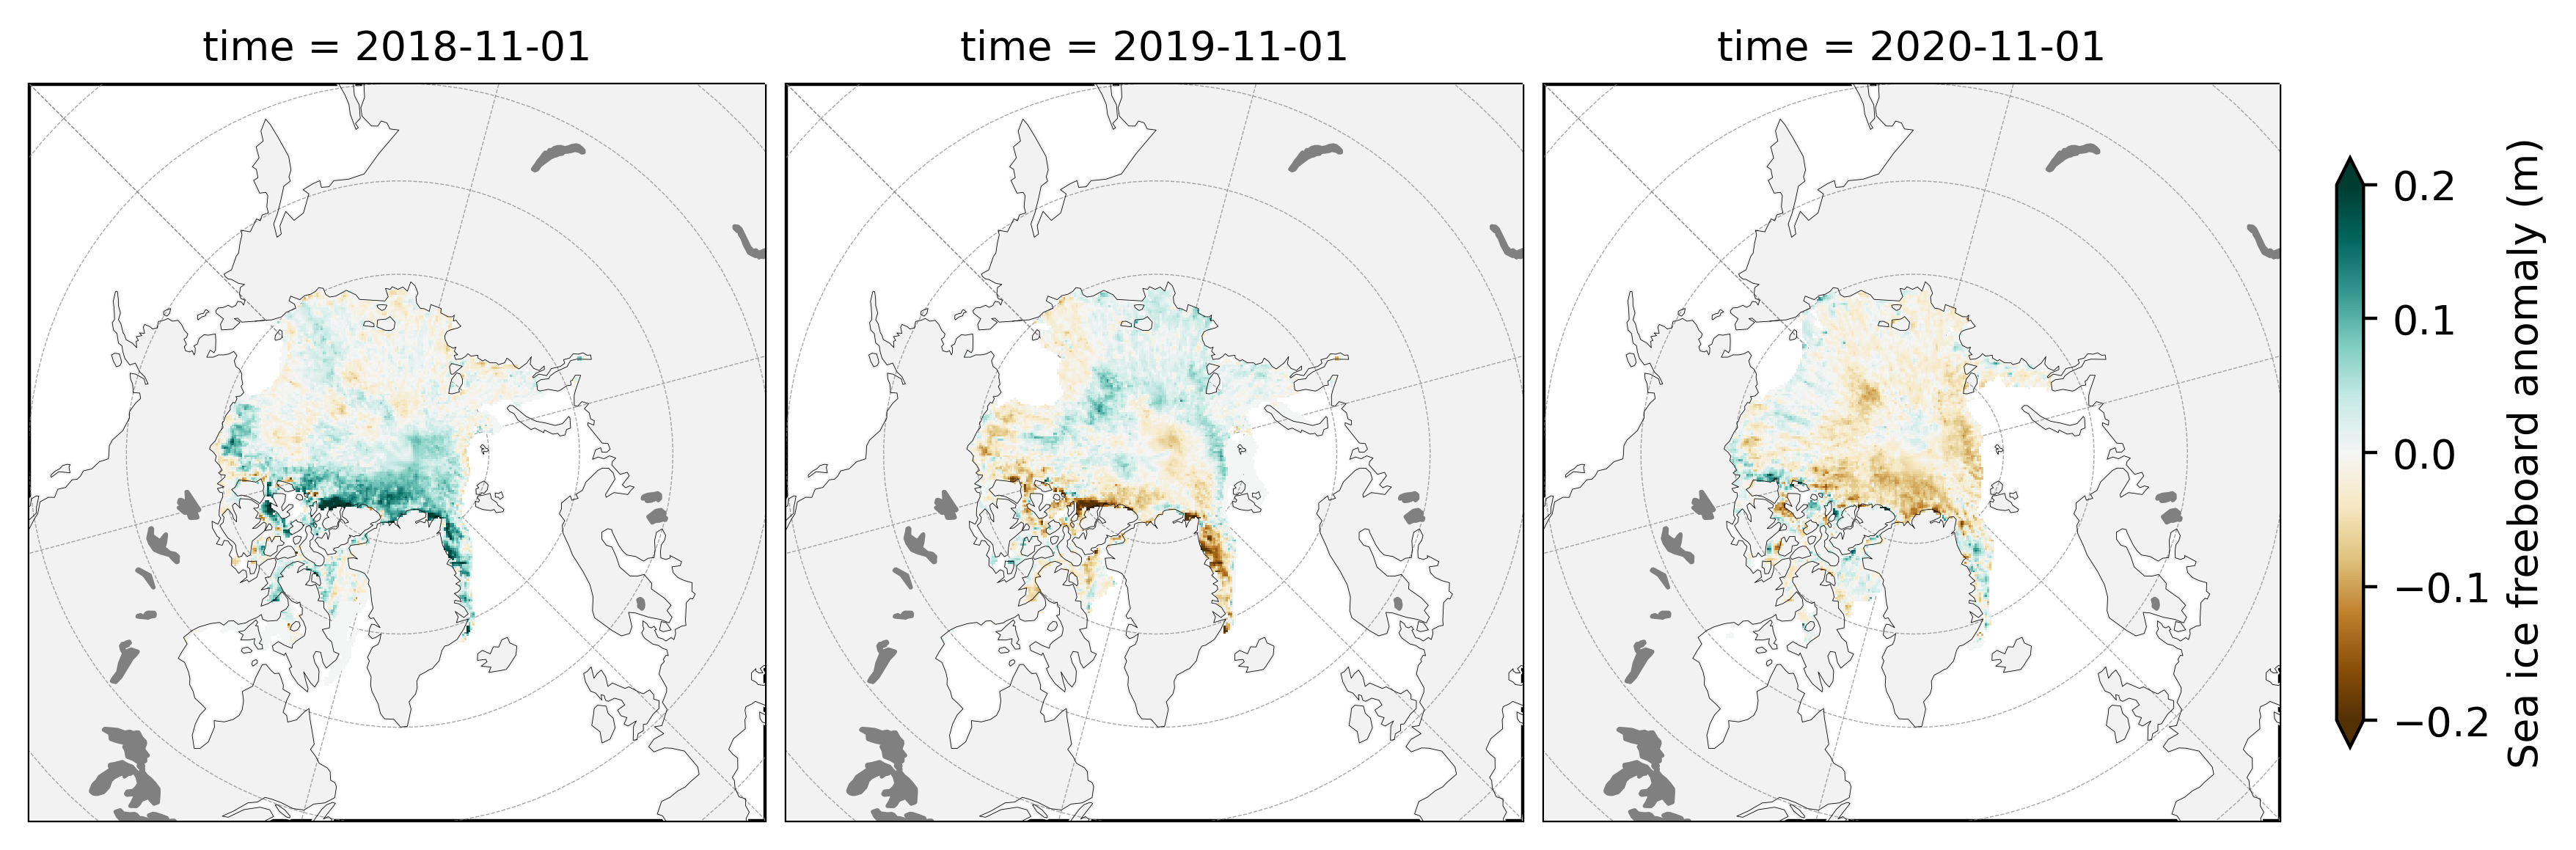 time = 2018-11-01
time = 2019-11-01
time = 2020-11-01
0.2
0.1
0.0
−0.1
−0.2
Sea ice freeboard anomaly (m)